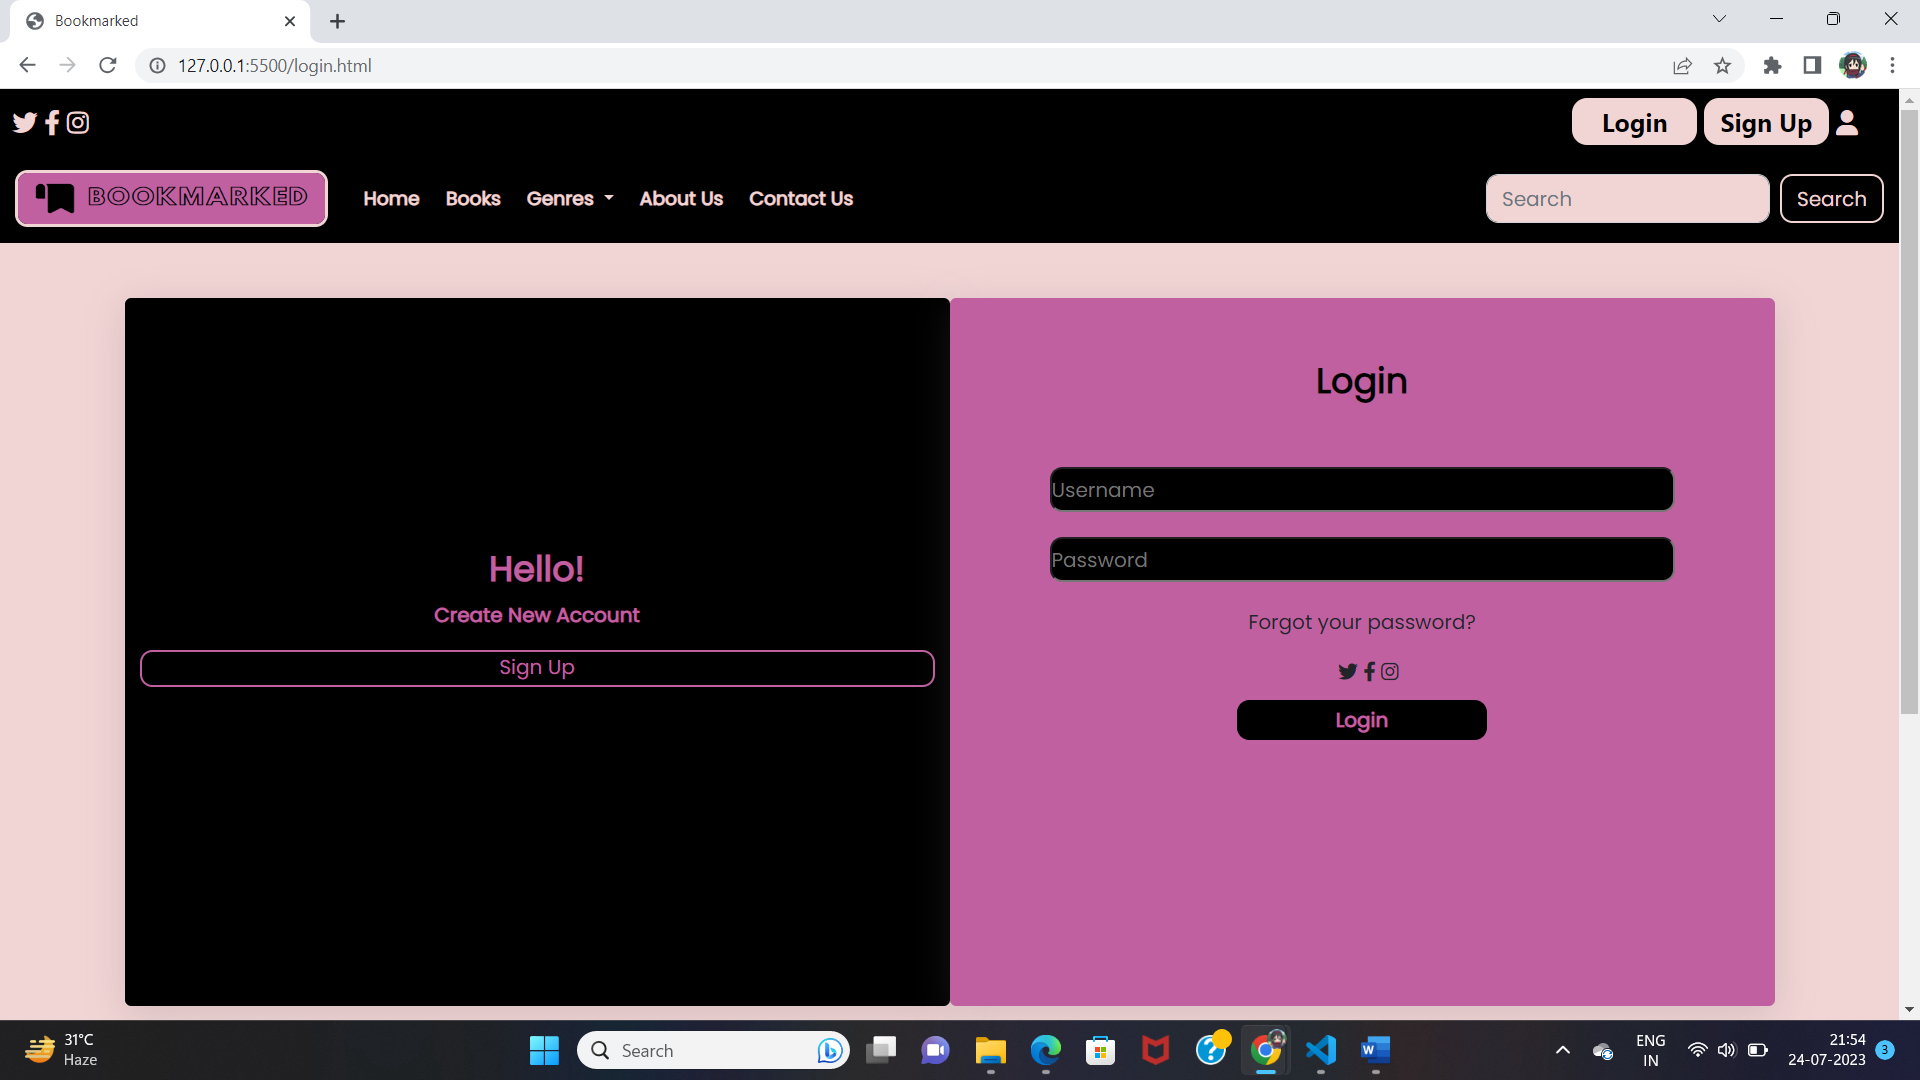 Bookmarked
127.0.0.1:5500/login.html
Login Sign Up
BOOKMARKED Home Books Genres About Us Contact Us Search Search
Login
Username
Password
Forgot your password?
Login
Hello!
Create New Account
Sign Up
31°C
Haze
Search
ENG
IN
21:54
24-07-2023
3